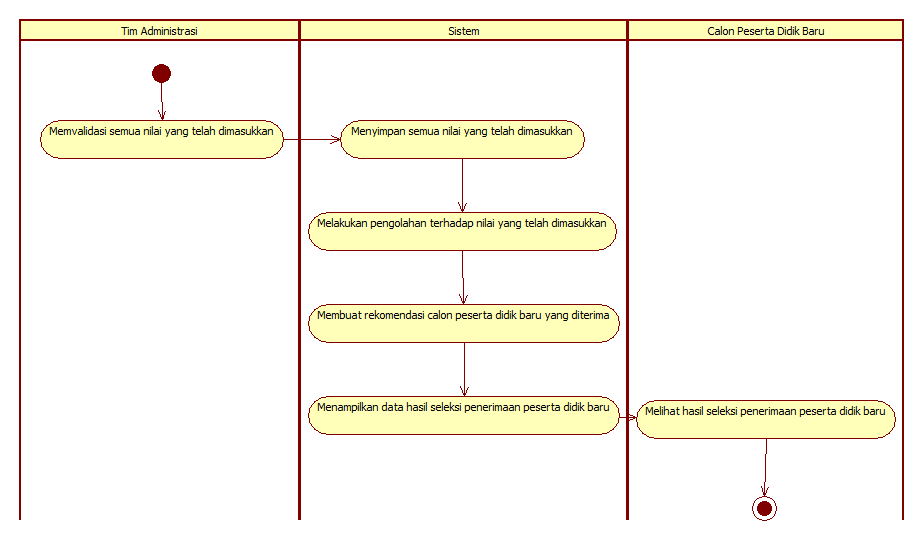 Tim Administrasi
Sistem
Calon Peserta Didik Baru
Memvalidasi semua nilai yang telah dimasukkan
Menyimpan semua nilai yang telah dimasukkan
Melakukan pengolahan terhadap nilai yang telah dimasukkan
Membuat rekomendasi calon peserta didik baru yang diterima
Menampilkan data hasil seleksi penerimaan peserta didik baru
Melihat hasil seleksi penerimaan peserta didik baru